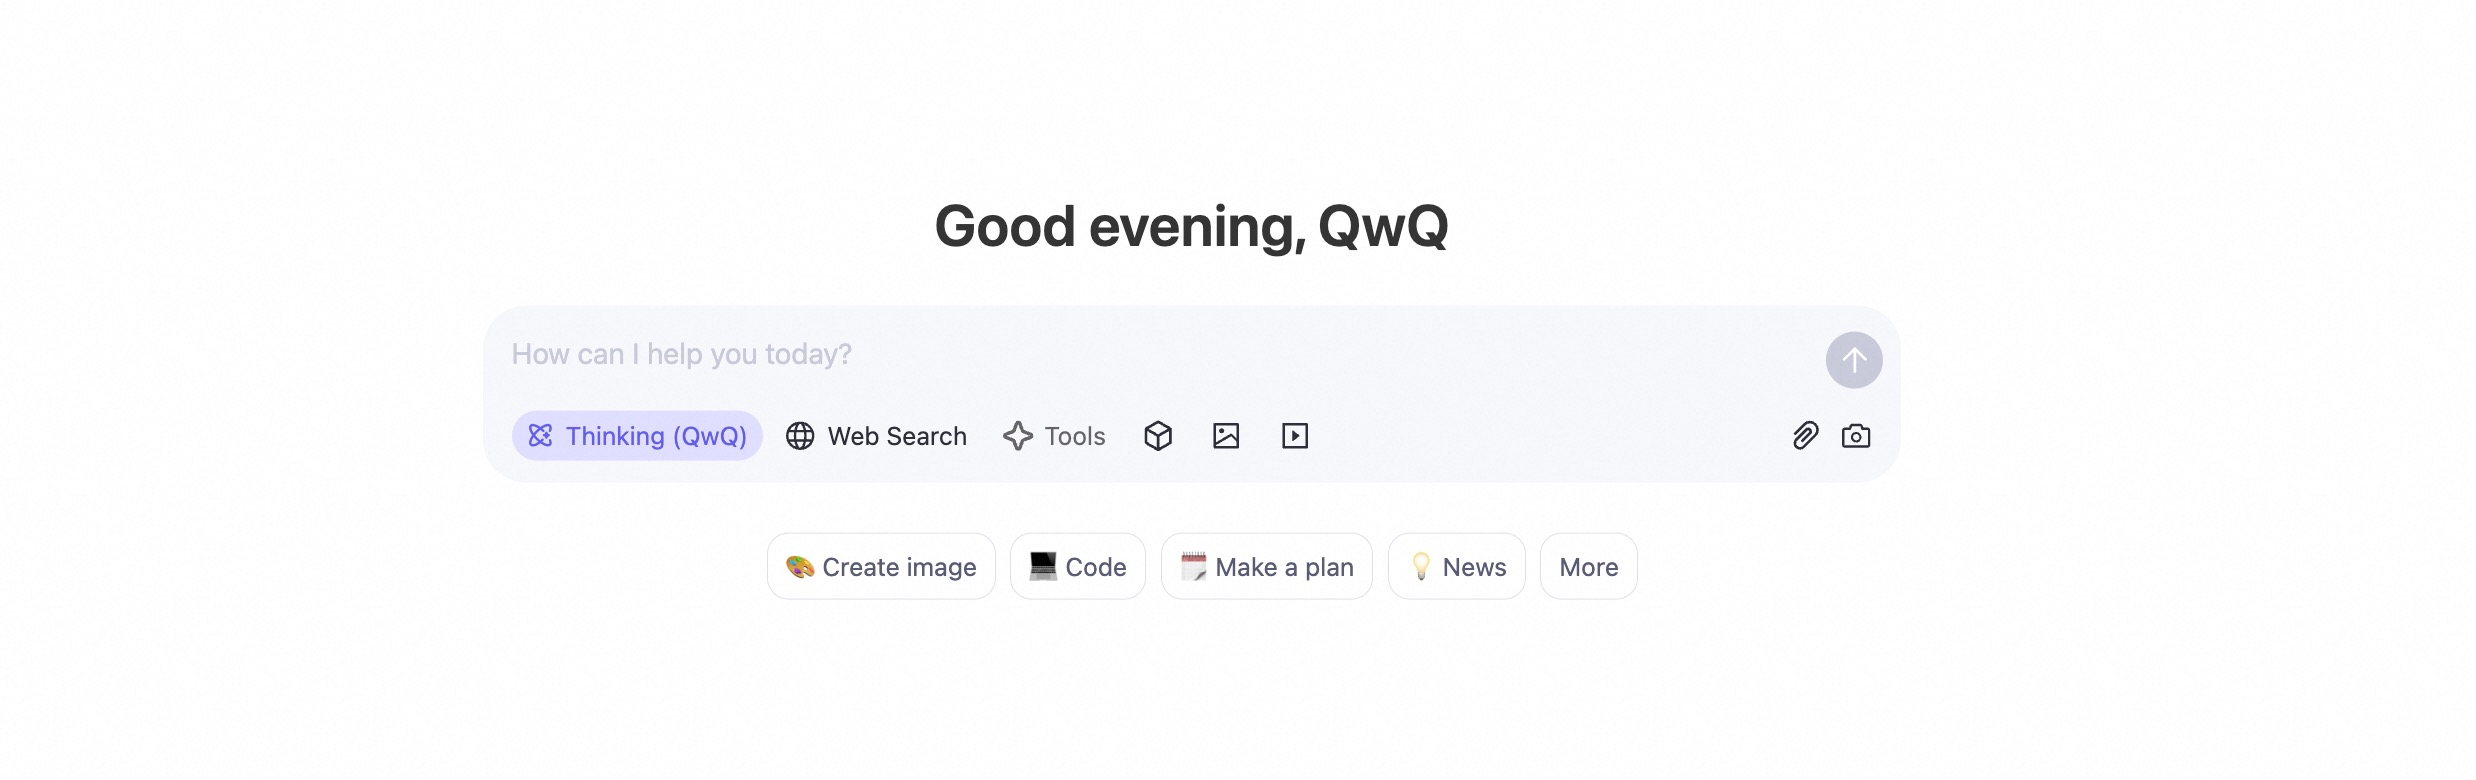 Good evening, QwQ
How can I help you today?
Thinking (QwQ) Web Search Tools
Create image Code Make a plan News More